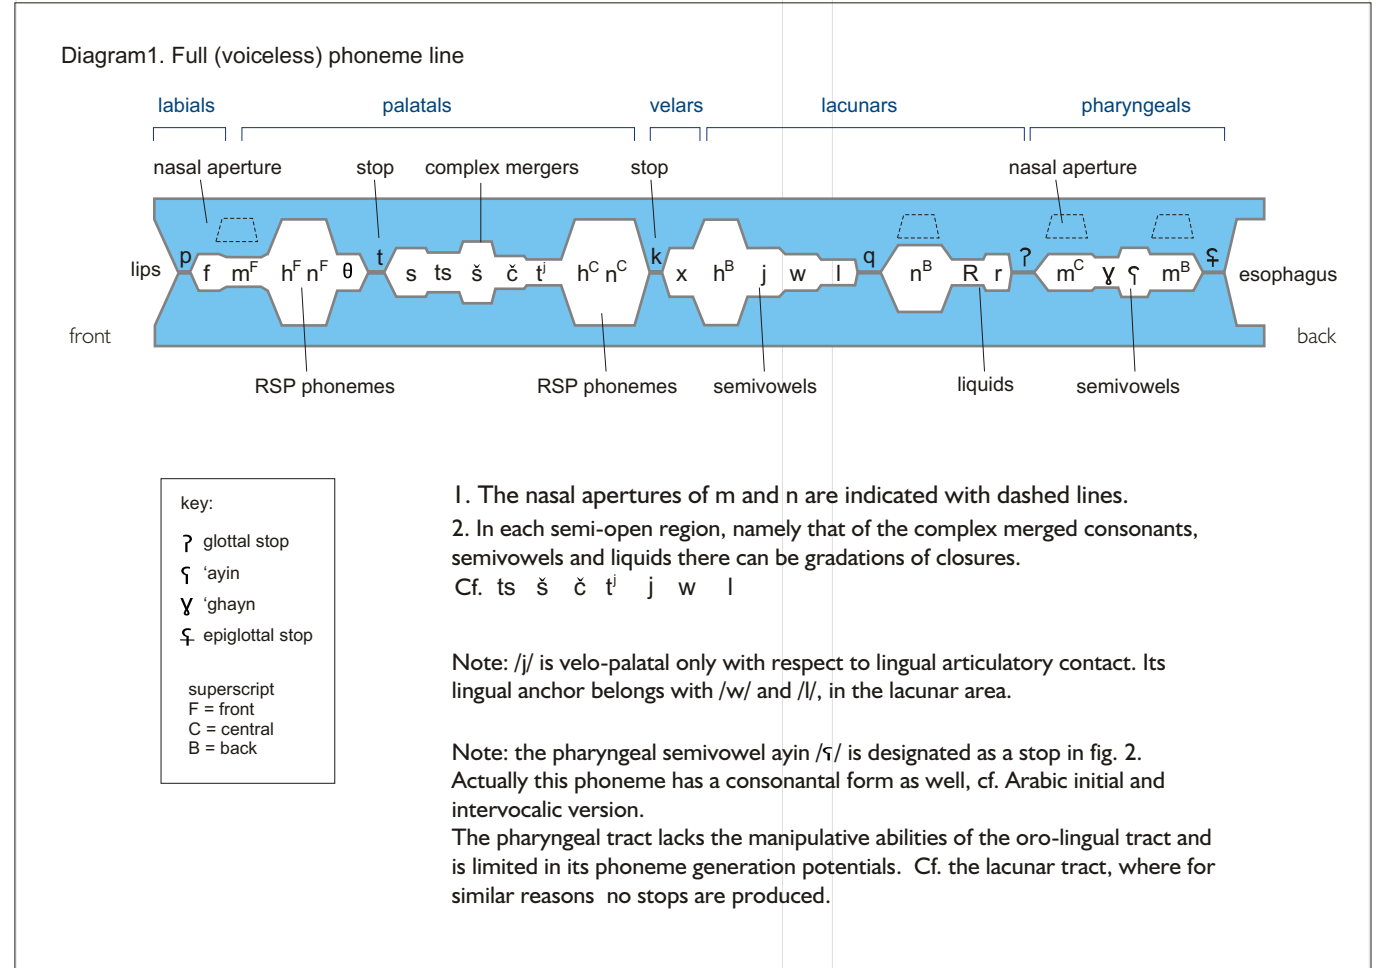 Diagram1. Full (voiceless) phoneme line
labials palatals velars lacunars pharyngeals
nasal aperture stop complex mergers stop nasal aperture
lips p f mF hF nF θ t s ts š č tj hC nC k x hB j w l q nB R r ʔ mC ɣ ʕ mB ʢ esophagus
front back
RSP phonemes RSP phonemes semivowels liquids semivowels
key:
ʔ glottal stop
ʕ ‘ayin
ɣ ‘ghayn
ʢ epiglottal stop
superscript
F = front
C = central
B = back
1. The nasal apertures of m and n are indicated with dashed lines.
2. In each semi-open region, namely that of the complex merged consonants,
semivowels and liquids there can be gradations of closures.
Cf. ts š č tj j w l
Note: /j/ is velo-palatal only with respect to lingual articulatory contact. Its
lingual anchor belongs with /w/ and /l/, in the lacunar area.
Note: the pharyngeal semivowel ayin /ʕ/ is designated as a stop in fig. 2.
Actually this phoneme has a consonantal form as well, cf. Arabic initial and
intervocalic version.
The pharyngeal tract lacks the manipulative abilities of the oro-lingual tract and
is limited in its phoneme generation potentials. Cf. the lacunar tract, where for
similar reasons no stops are produced.